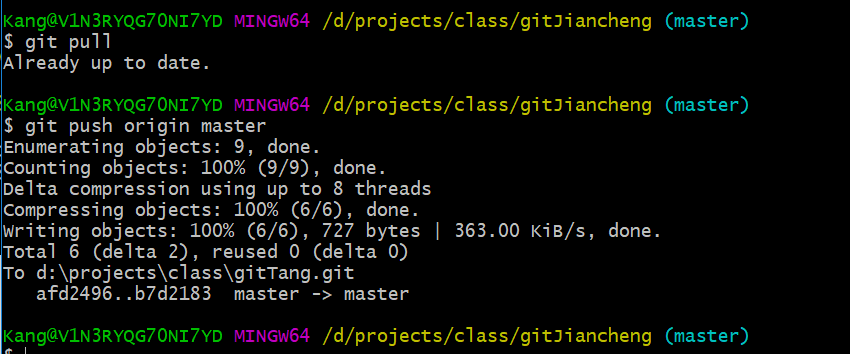 Kang@V1N3RYQG70NI7YD MINGW64 /d/projects/class/gitJiancheng (master)
$ git pull
Already up to date.
Kang@V1N3RYQG70NI7YD MINGW64 /d/projects/class/gitJiancheng (master)
$ git push origin master
Enumerating objects: 9, done.
Counting objects: 100% (9/9), done.
Delta compression using up to 8 threads
Compressing objects: 100% (6/6), done.
Writing objects: 100% (6/6), 727 bytes | 363.00 KiB/s, done.
Total 6 (delta 2), reused 0 (delta 0)
To d:\projects\class\gitTang.git
   afd2496..b7d2183  master -> master
Kang@V1N3RYQG70NI7YD MINGW64 /d/projects/class/gitJiancheng (master)
$